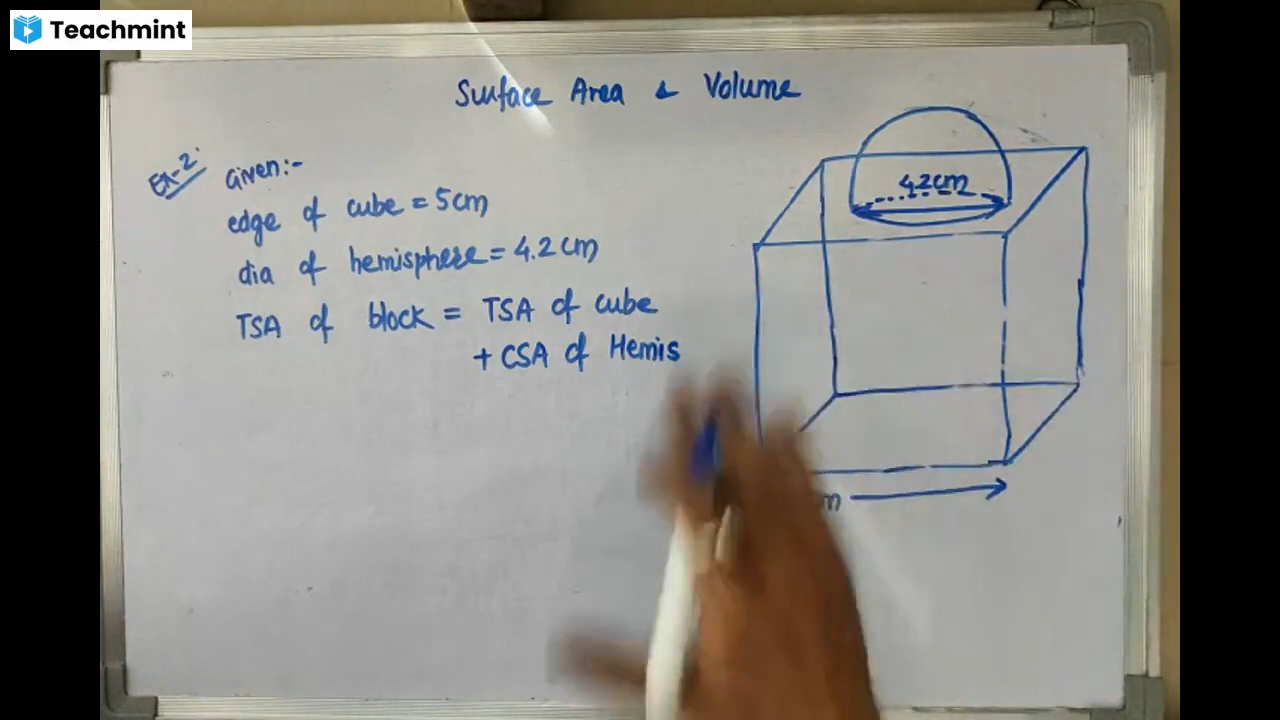 Teachmint
Surface Area & Volume
Ex-2:
Given:-
edge of cube = 5cm
dia of hemisphere = 4.2 cm
TSA of block = TSA of cube
+ CSA of Hemis
4.2cm